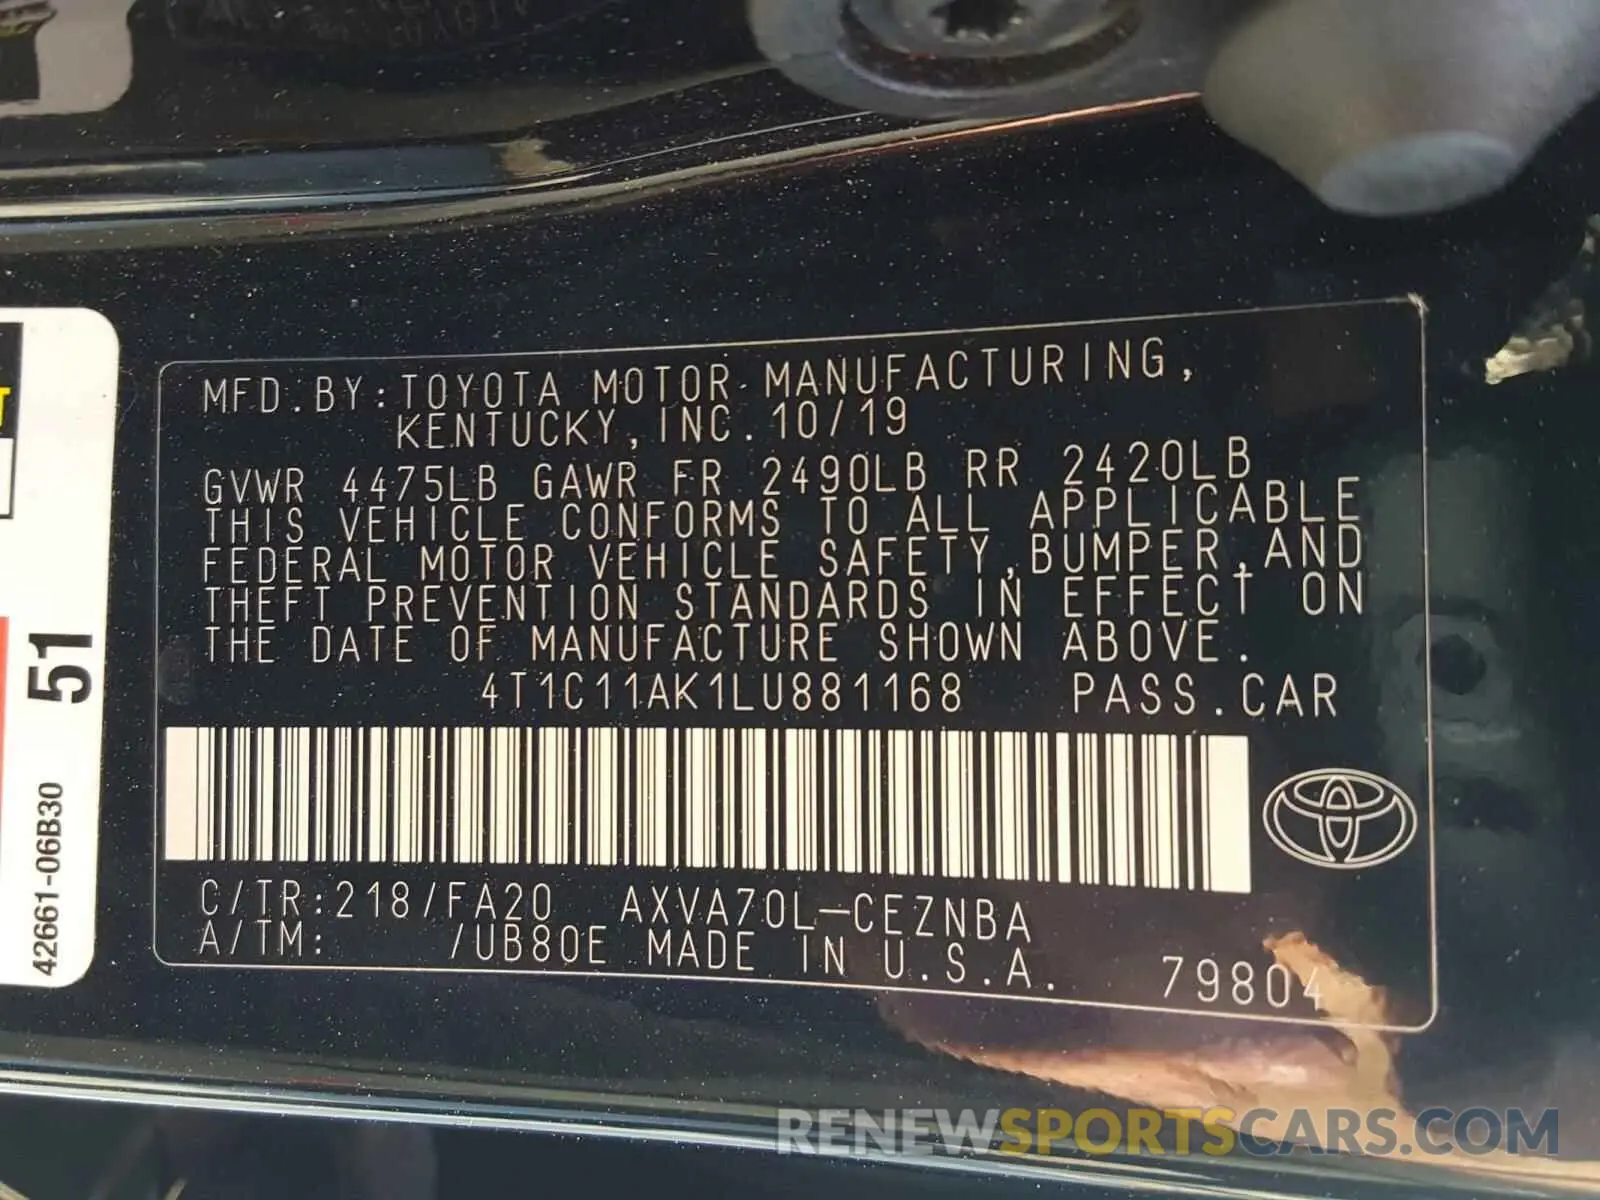 MFD. BY: TOYOTA MOTOR MANUFACTURING,
KENTUCKY, INC. 10/19
GVWR 4475LB GAWR FR 2490LB RR 2420LB
THIS VEHICLE CONFORMS TO ALL APPLICABLE
FEDERAL MOTOR VEHICLE SAFETY, BUMPER, AND
THEFT PREVENTION STANDARDS IN EFFECT ON
THE DATE OF MANUFACTURE SHOWN ABOVE.
4T1C11AK1LU881168 PASS. CAR
C/TR: 218/FA20 AXVA70L-CEZNBA
A/TM: /UB80E MADE IN U.S.A.
79804
51
42661-06B30
RENEWSPORTSCARS.COM